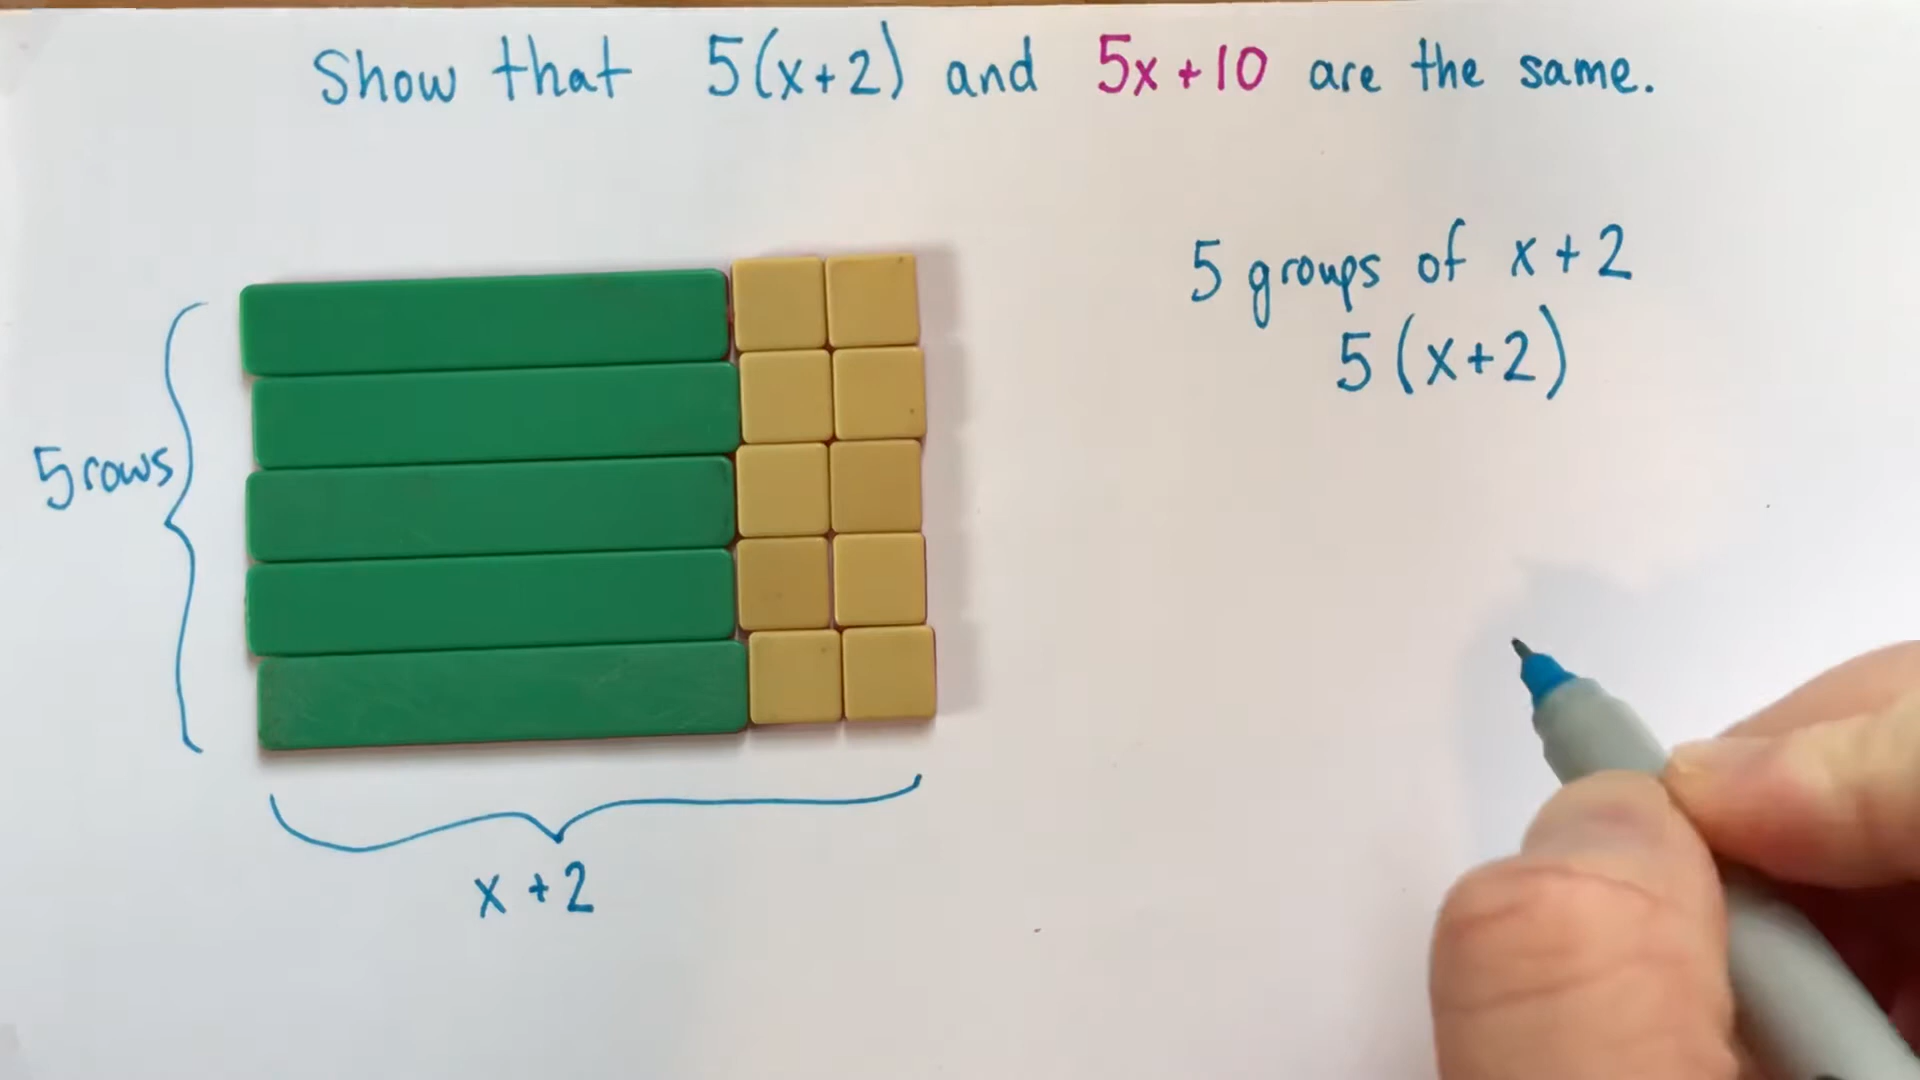 Show that 5(x+2) and 5x+10 are the same.
5 groups of x+2
5(x+2)
5 rows
x+2